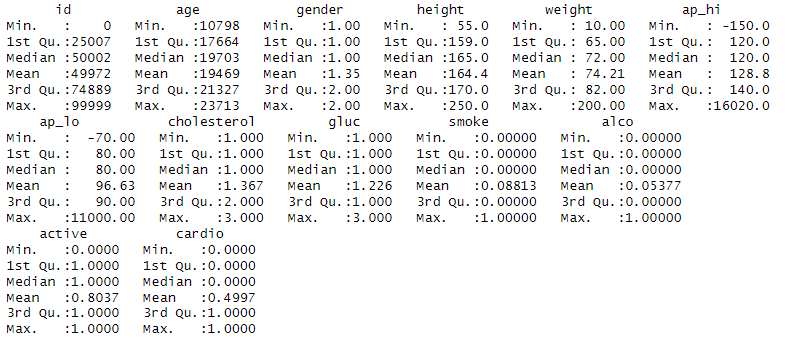 id             age            gender         height          weight           ap_hi
Min.   :    0   Min.   :10798   Min.   :1.00   Min.   : 55.0   Min.   : 10.00   Min.   : -150.0
1st Qu.:25007   1st Qu.:17664   1st Qu.:1.00   1st Qu.:159.0   1st Qu.: 65.00   1st Qu.:  120.0
Median :50002   Median :19703   Median :1.00   Median :165.0   Median : 72.00   Median :  120.0
Mean   :49972   Mean   :19469   Mean   :1.35   Mean   :164.4   Mean   : 74.21   Mean   :  128.8
3rd Qu.:74889   3rd Qu.:21327   3rd Qu.:2.00   3rd Qu.:170.0   3rd Qu.: 82.00   3rd Qu.:  140.0
Max.   :99999   Max.   :23713   Max.   :2.00   Max.   :250.0   Max.   :200.00   Max.   :16020.0
    ap_lo           cholesterol         gluc           smoke              alco
Min.   :  -70.00   Min.   :1.000   Min.   :1.000   Min.   :0.00000   Min.   :0.00000
1st Qu.:   80.00   1st Qu.:1.000   1st Qu.:1.000   1st Qu.:0.00000   1st Qu.:0.00000
Median :   80.00   Median :1.000   Median :1.000   Median :0.00000   Median :0.00000
Mean   :   96.63   Mean   :1.367   Mean   :1.226   Mean   :0.08813   Mean   :0.05377
3rd Qu.:   90.00   3rd Qu.:2.000   3rd Qu.:1.000   3rd Qu.:0.00000   3rd Qu.:0.00000
Max.   :11000.00   Max.   :3.000   Max.   :3.000   Max.   :1.00000   Max.   :1.00000
    active           cardio
Min.   :0.0000   Min.   :0.0000
1st Qu.:1.0000   1st Qu.:0.0000
Median :1.0000   Median :0.0000
Mean   :0.8037   Mean   :0.4997
3rd Qu.:1.0000   3rd Qu.:1.0000
Max.   :1.0000   Max.   :1.0000